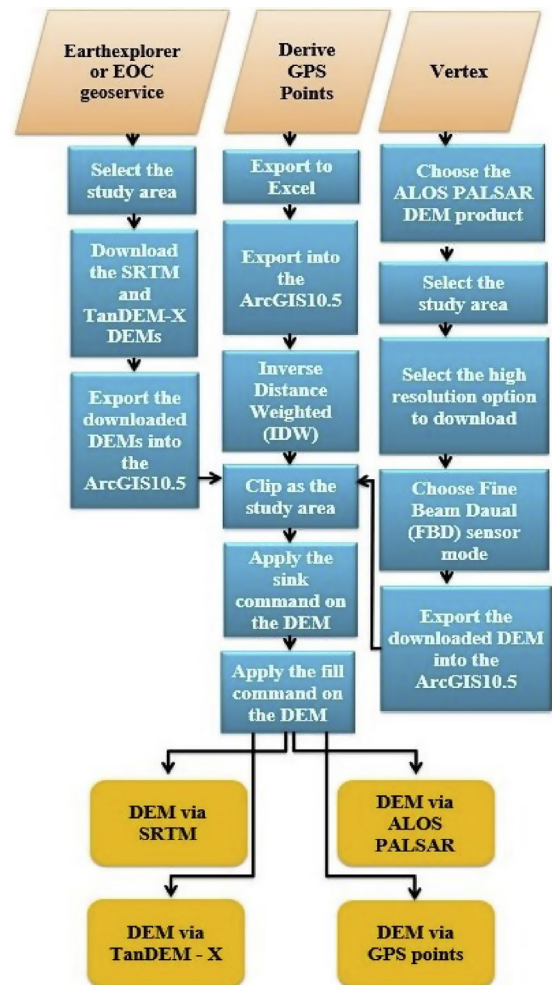 Earthexplorer
or EOC
geoservice
Select the
study area
Download
the SRTM
and
TanDEM-X
DEMs
Export the
downloaded
DEMs into
the
ArcGIS10.5
Derive
GPS
Points
Export to
Excel
Export into
the
ArcGIS10.5
Inverse
Distance
Weighted
(IDW)
Clip as the
study area
Apply the
sink
command on
the DEM
Apply the fill
command on
the DEM
Vertex
Choose the
ALOS PALSAR
DEM product
Select the
study area
Select the high
resolution option
to download
Choose Fine
Beam Daual
(FBD) sensor
mode
Export the
downloaded DEM
into the
ArcGIS10.5
DEM via
SRTM
DEM via
ALOS
PALSAR
DEM via
TanDEM - X
DEM via
GPS points